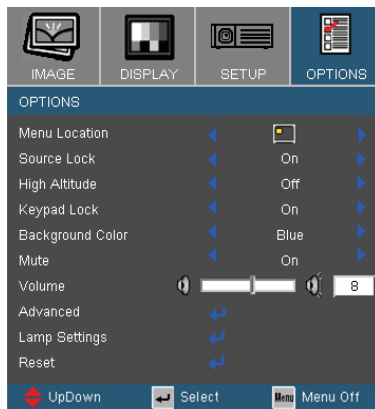 IMAGE DISPLAY SETUP OPTIONS
OPTIONS
Menu Location
Source Lock On
High Altitude Off
Keypad Lock On
Background Color Blue
Mute On
Volume 8
Advanced
Lamp Settings
Reset
UpDown Select Menu Menu Off